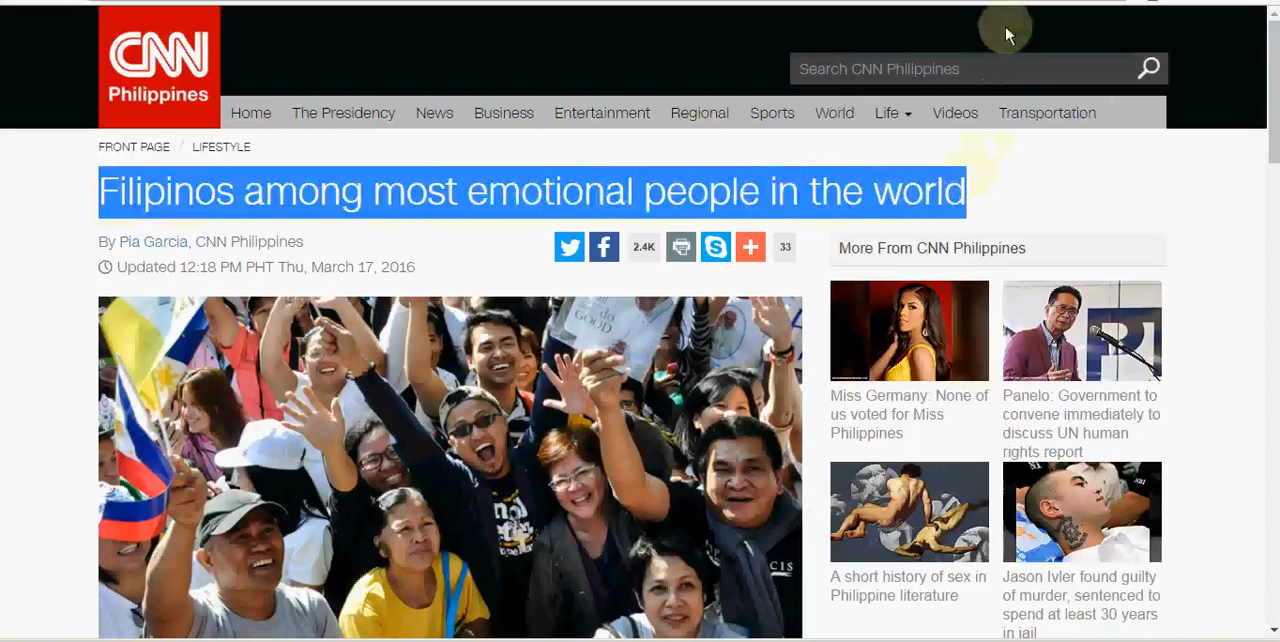 CNN
Philippines
Search CNN Philippines
Home The Presidency News Business Entertainment Regional Sports World Life Videos Transportation
FRONT PAGE / LIFESTYLE
Filipinos among most emotional people in the world
By Pia Garcia, CNN Philippines
2.4K
33
Updated 12:18 PM PHT Thu, March 17, 2016
More From CNN Philippines
Miss Germany: None of
us voted for Miss
Philippines
Panelo: Government to
convene immediately to
discuss UN human
rights report
A short history of sex in
Philippine literature
Jason Ivler found guilty
of murder, sentenced to
spend at least 30 years
in jail
do
GOOD